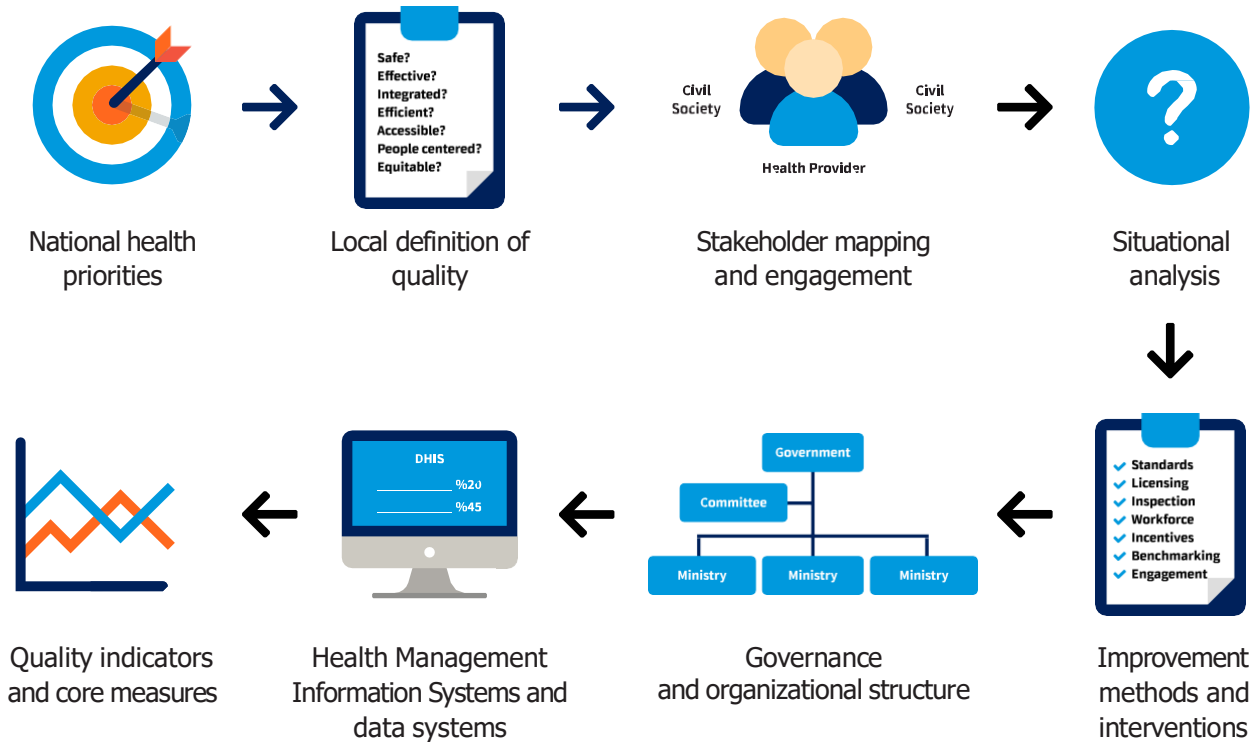 Safe?
Effective?
Integrated?
Efficient?
Accessible?
People centered?
Equitable?
Civil
Society
Civil
Society
Health Provider
National health
priorities
Local definition of
quality
Stakeholder mapping
and engagement
Situational
analysis
Standards
Licensing
Inspection
Workforce
Incentives
Benchmarking
Engagement
Improvement
methods and
interventions
Government
Committee
Ministry
Ministry
Ministry
Governance
and organizational structure
DHIS
%20
%45
Health Management
Information Systems and
data systems
Quality indicators
and core measures